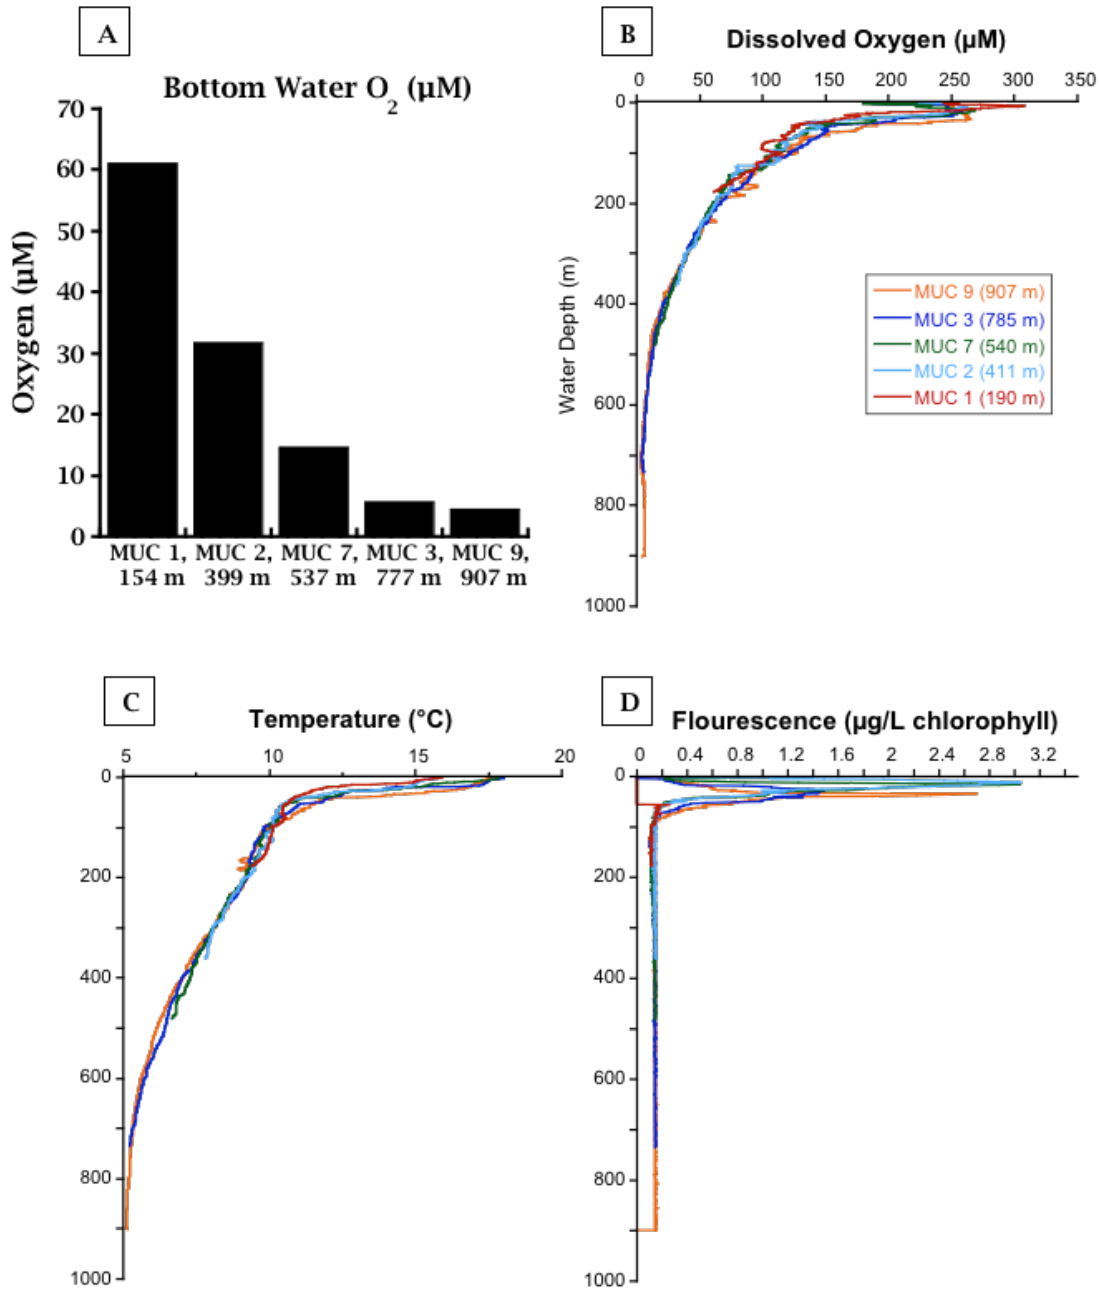 A
Bottom Water O2 (µM)
Oxygen (µM)
70
60
50
40
30
20
10
0
MUC 1, MUC 2, MUC 7, MUC 3, MUC 9,
154 m 399 m 537 m 777 m 907 m
B
Dissolved Oxygen (µM)
0 50 100 150 200 250 300 350
Water Depth (m)
0
200
400
600
800
1000
MUC 9 (907 m)
MUC 3 (785 m)
MUC 7 (540 m)
MUC 2 (411 m)
MUC 1 (190 m)
C
Temperature (°C)
5 10 15 20
0
200
400
600
800
1000
D
Flourescence (µg/L chlorophyll)
0 0.4 0.8 1.2 1.6 2 2.4 2.8 3.2
0
200
400
600
800
1000